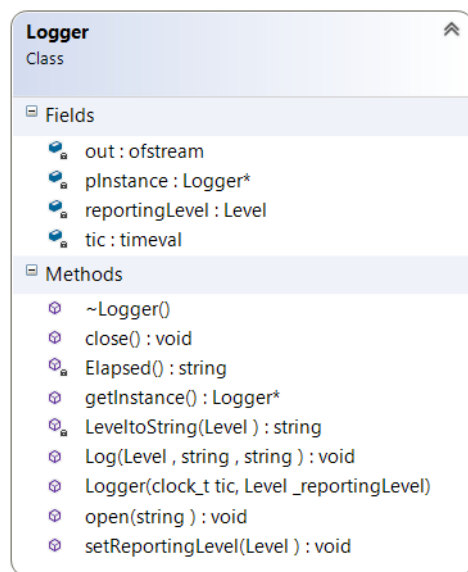 Logger
Class
Fields
out : ofstream
pInstance : Logger*
reportingLevel : Level
tic : timeval
Methods
~Logger()
close() : void
Elapsed() : string
getInstance() : Logger*
LeveltoString(Level ) : string
Log(Level , string , string ) : void
Logger(clock_t tic, Level _reportingLevel)
open(string ) : void
setReportingLevel(Level ) : void